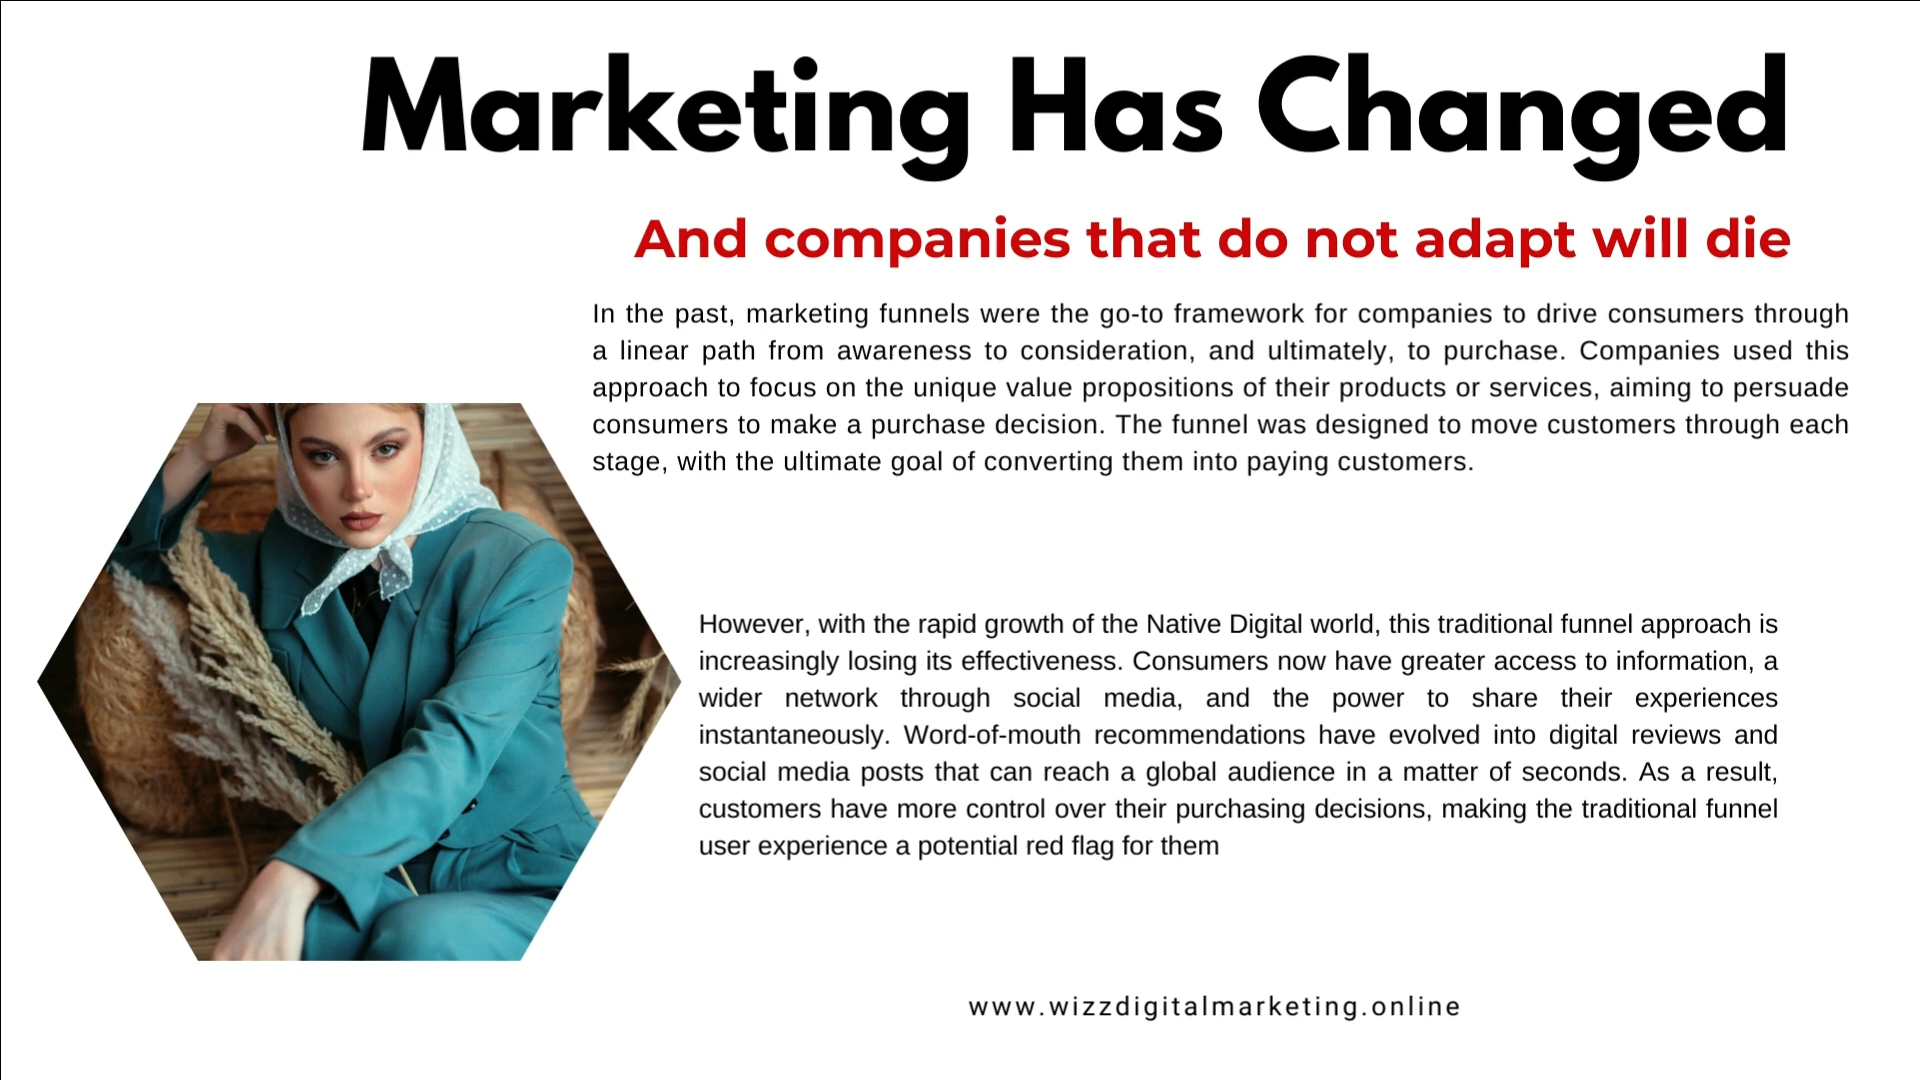 Marketing Has Changed
And companies that do not adapt will die
In the past, marketing funnels were the go-to framework for companies to drive consumers through
a linear path from awareness to consideration, and ultimately, to purchase. Companies used this
approach to focus on the unique value propositions of their products or services, aiming to persuade
consumers to make a purchase decision. The funnel was designed to move customers through each
stage, with the ultimate goal of converting them into paying customers.
However, with the rapid growth of the Native Digital world, this traditional funnel approach is
increasingly losing its effectiveness. Consumers now have greater access to information, a
wider network through social media, and the power to share their experiences
instantaneously. Word-of-mouth recommendations have evolved into digital reviews and
social media posts that can reach a global audience in a matter of seconds. As a result,
customers have more control over their purchasing decisions, making the traditional funnel
user experience a potential red flag for them
www.wizzdigitalmarketing.online